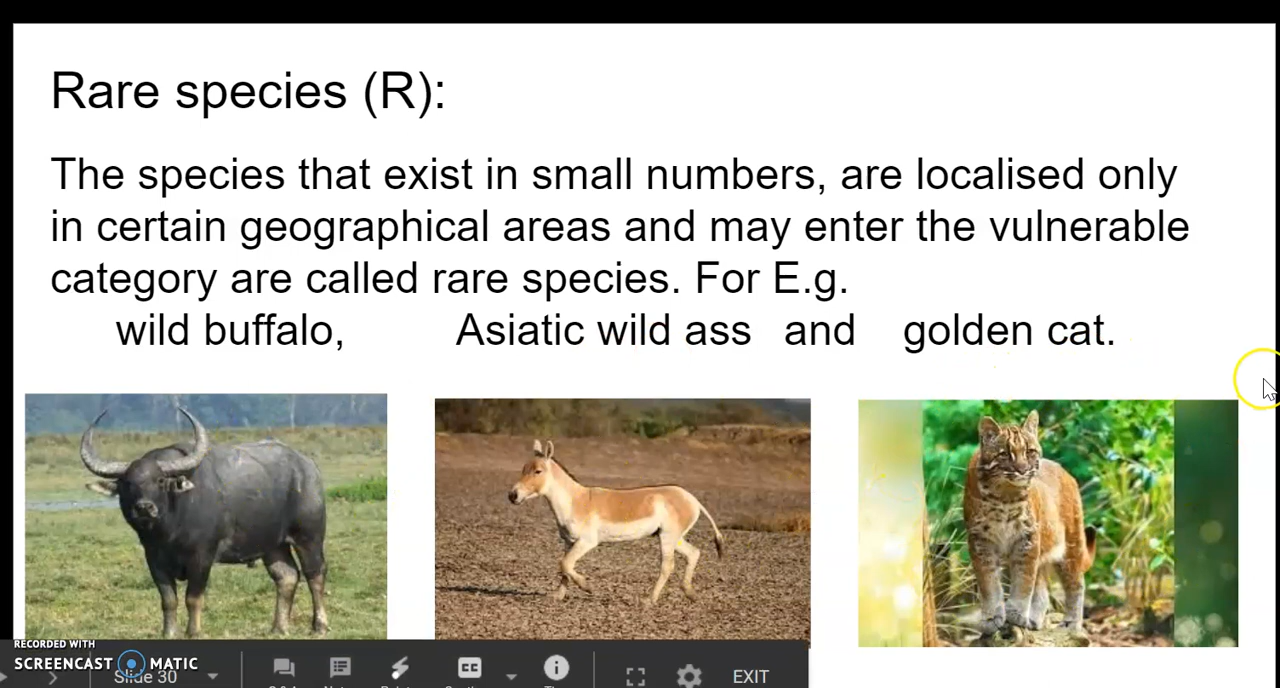 Rare species (R):
The species that exist in small numbers, are localised only
in certain geographical areas and may enter the vulnerable
category are called rare species. For E.g.
wild buffalo, Asiatic wild ass and golden cat.
RECORDED WITH
SCREENCAST MATIC
Slide 30
EXIT